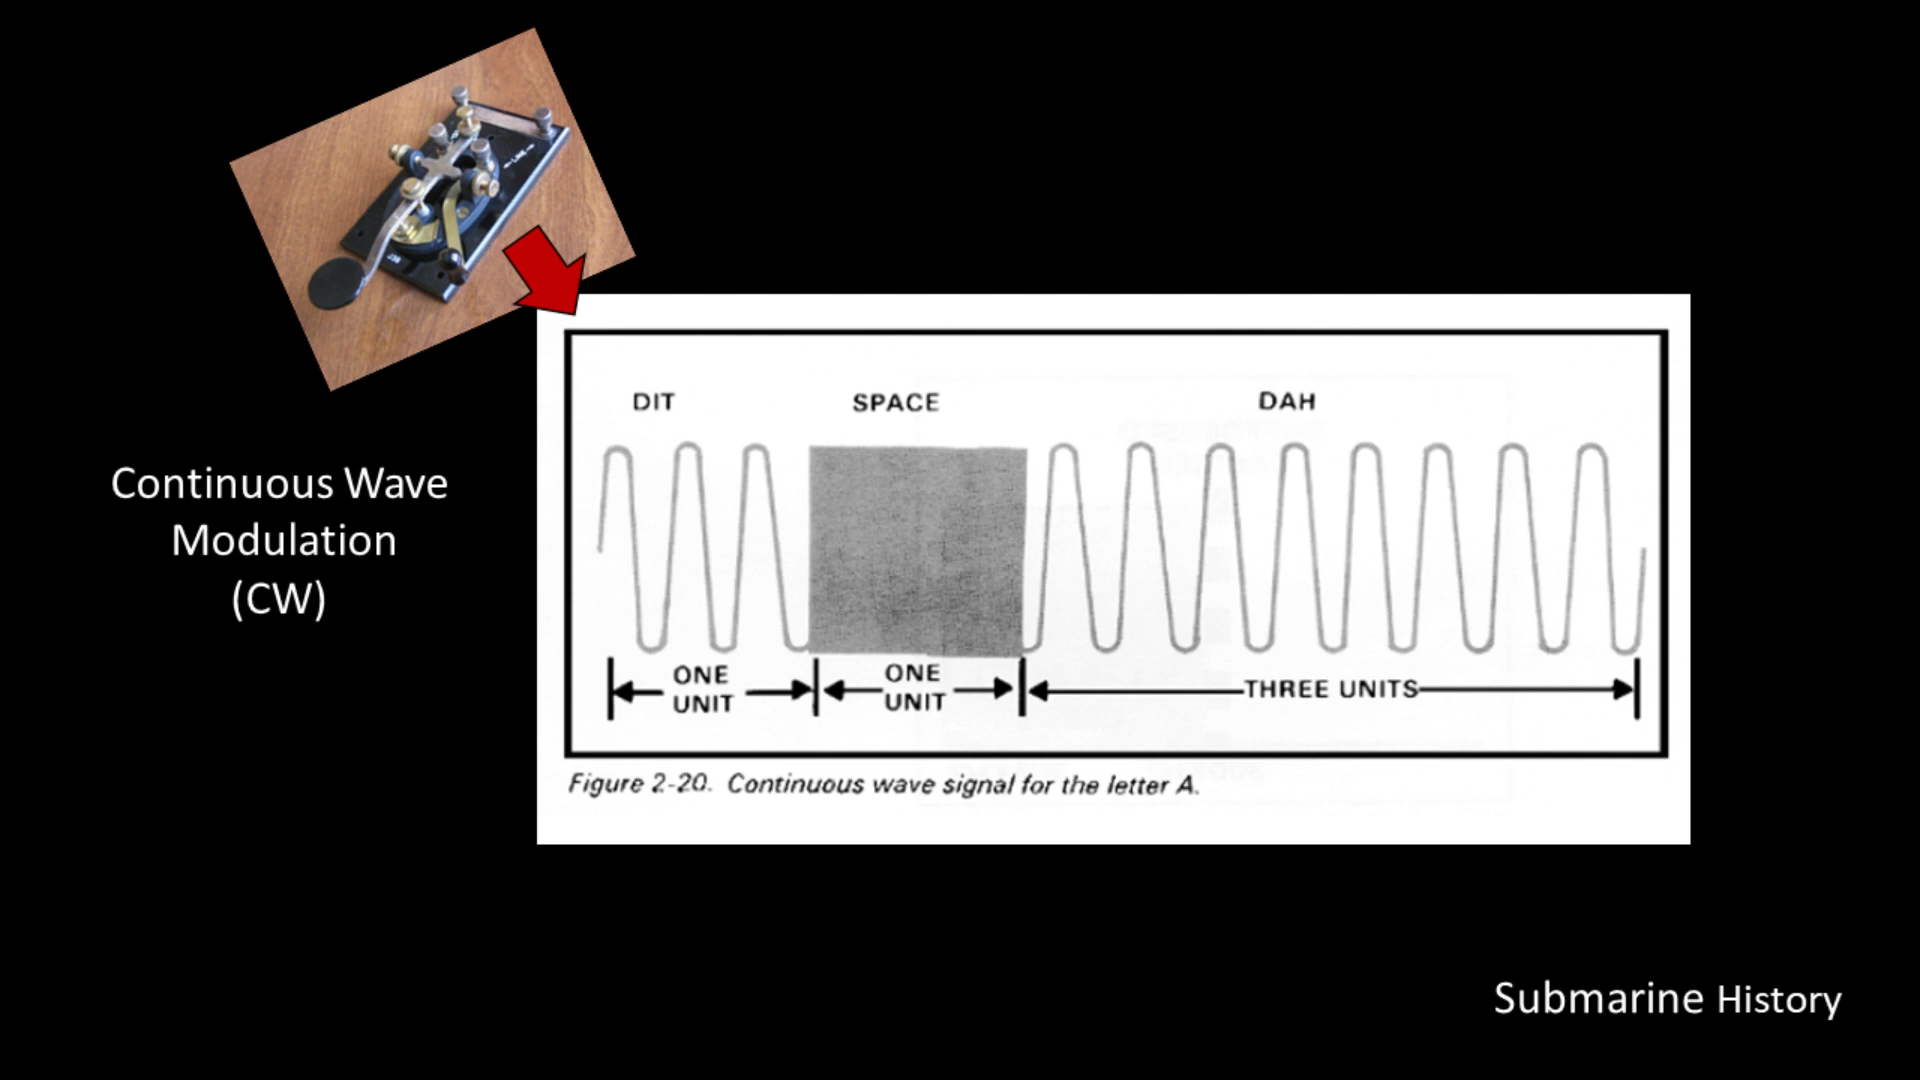 Continuous Wave
Modulation
(CW)
DIT SPACE DAH
ONE
UNIT
ONE
UNIT
THREE UNITS
Figure 2-20. Continuous wave signal for the letter A.
Submarine History